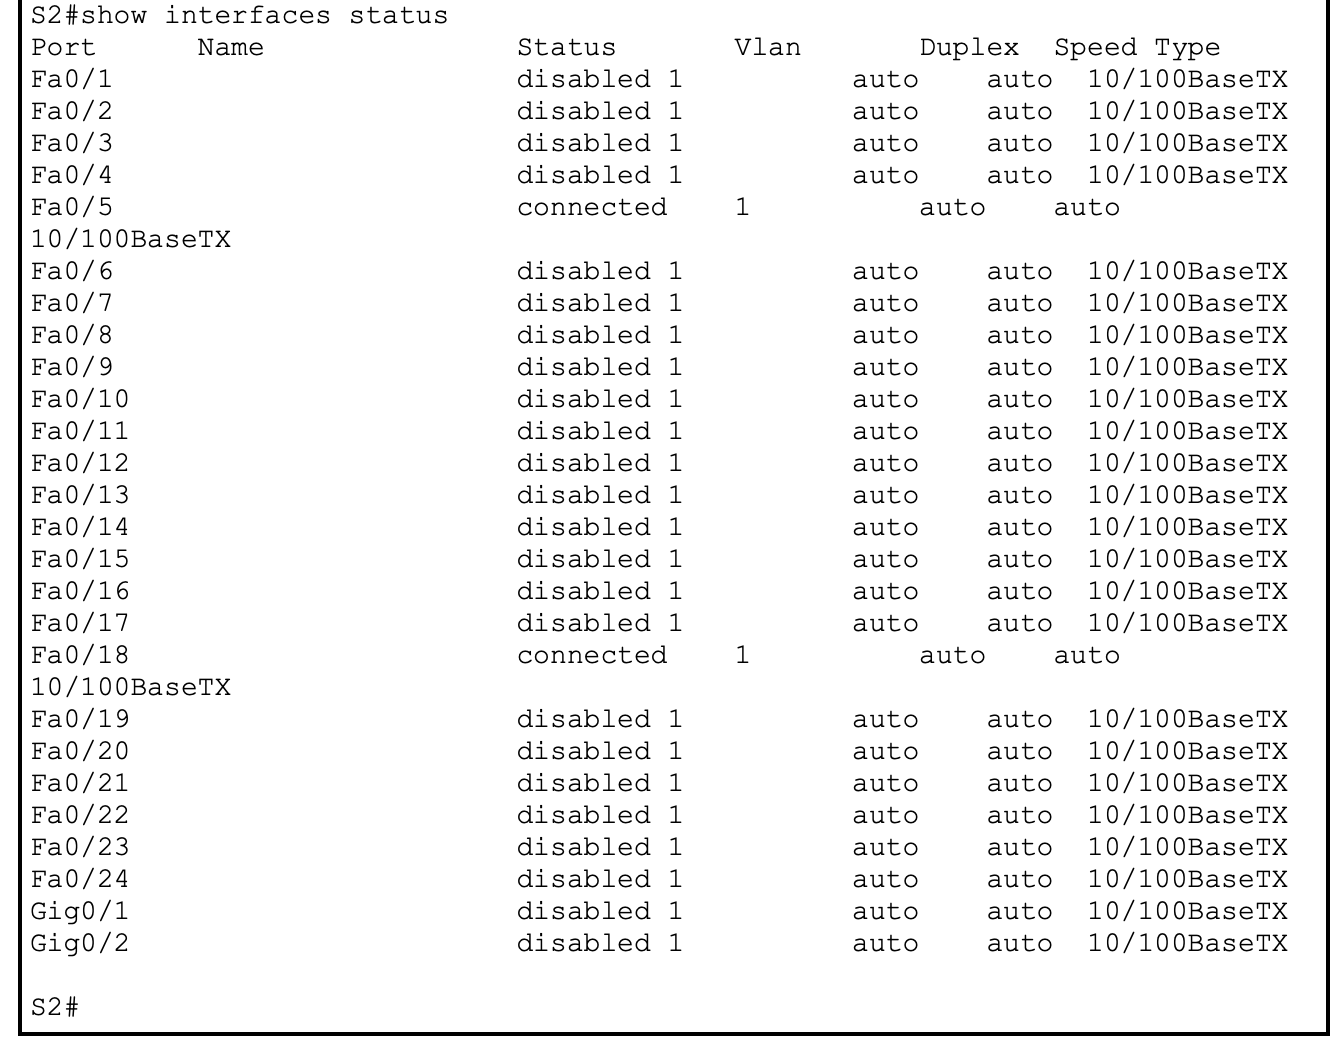 S2#show interfaces status
Port Name Status Vlan Duplex Speed Type
Fa0/1 disabled 1 auto auto 10/100BaseTX
Fa0/2 disabled 1 auto auto 10/100BaseTX
Fa0/3 disabled 1 auto auto 10/100BaseTX
Fa0/4 disabled 1 auto auto 10/100BaseTX
Fa0/5 connected 1 auto auto
10/100BaseTX
Fa0/6 disabled 1 auto auto 10/100BaseTX
Fa0/7 disabled 1 auto auto 10/100BaseTX
Fa0/8 disabled 1 auto auto 10/100BaseTX
Fa0/9 disabled 1 auto auto 10/100BaseTX
Fa0/10 disabled 1 auto auto 10/100BaseTX
Fa0/11 disabled 1 auto auto 10/100BaseTX
Fa0/12 disabled 1 auto auto 10/100BaseTX
Fa0/13 disabled 1 auto auto 10/100BaseTX
Fa0/14 disabled 1 auto auto 10/100BaseTX
Fa0/15 disabled 1 auto auto 10/100BaseTX
Fa0/16 disabled 1 auto auto 10/100BaseTX
Fa0/17 disabled 1 auto auto 10/100BaseTX
Fa0/18 connected 1 auto auto
10/100BaseTX
Fa0/19 disabled 1 auto auto 10/100BaseTX
Fa0/20 disabled 1 auto auto 10/100BaseTX
Fa0/21 disabled 1 auto auto 10/100BaseTX
Fa0/22 disabled 1 auto auto 10/100BaseTX
Fa0/23 disabled 1 auto auto 10/100BaseTX
Fa0/24 disabled 1 auto auto 10/100BaseTX
Gig0/1 disabled 1 auto auto 10/100BaseTX
Gig0/2 disabled 1 auto auto 10/100BaseTX
S2#